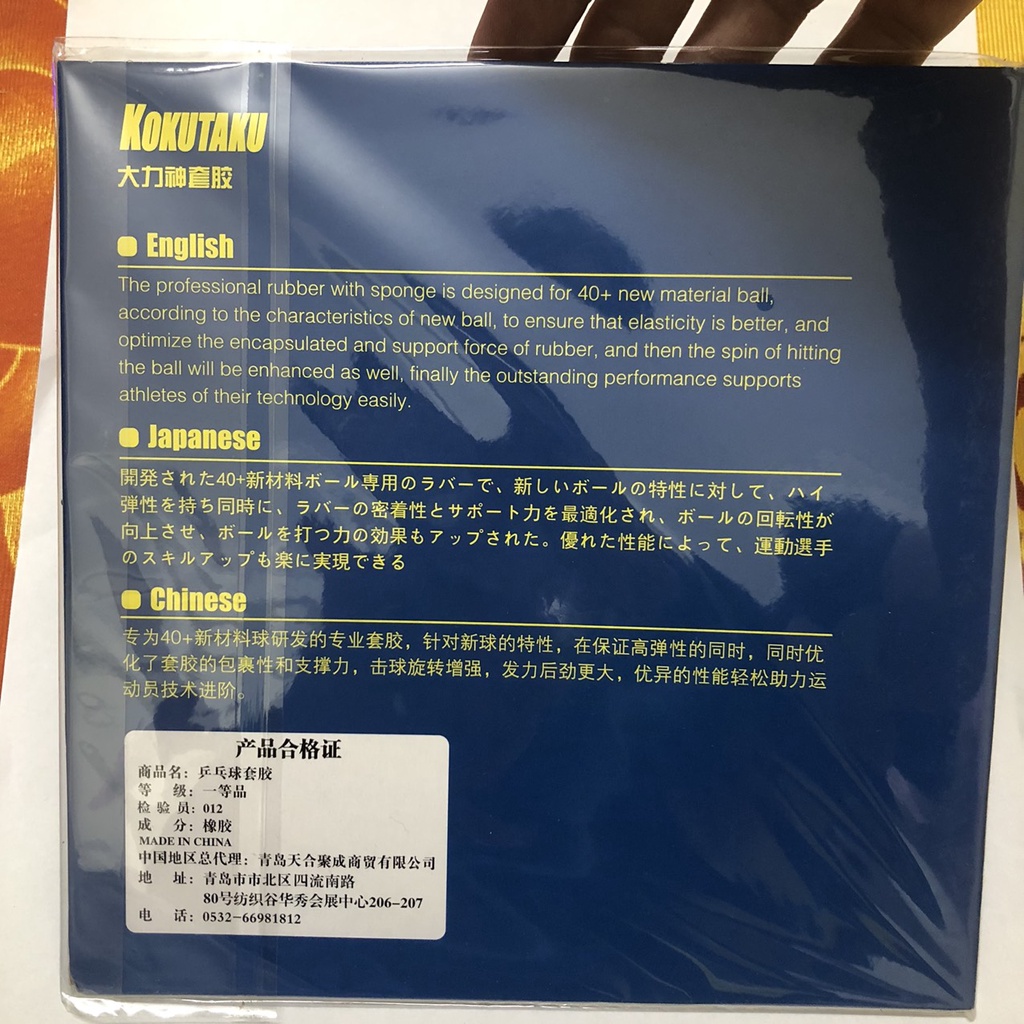 KOKUTAKU
大力神套胶
English
The professional rubber with sponge is designed for 40+ new material ball,
according to the characteristics of new ball, to ensure that elasticity is better, and
optimize the encapsulated and support force of rubber, and then the spin of hitting
the ball will be enhanced as well, finally the outstanding performance supports
athletes of their technology easily.
Japanese
開発された40+新材料ボール専用のラバーで、新しいボールの特性に対して、ハイ
弾性を持ち同時に、ラバーの密着性とサポート力を最適化され、ボールの回転性が
向上させ、ボールを打つ力の効果もアップされた。優れた性能によって、運動選手
のスキルアップも楽に実現できる
Chinese
专为40+新材料球研发的专业套胶，针对新球的特性，在保证高弹性的同时，同时优
化了套胶的包裹性和支撑力，击球旋转增强，发力后劲更大，优异的性能轻松助力运
动员技术进阶。
产品合格证
商品名：乒乓球套胶
等 级：一等品
检 验 员：012
成 分：橡胶
MADE IN CHINA
中国地区总代理：青岛天合聚成商贸有限公司
地 址：青岛市市北区四流南路
80号纺织谷华秀会展中心206-207
电 话：0532-66981812